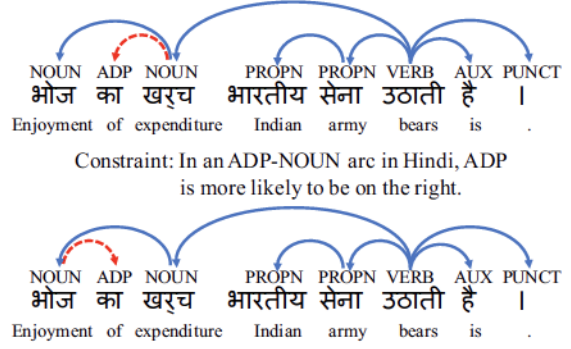 NOUN ADP NOUN PROPN PROPN VERB AUX PUNCT
भोज का खर्च भारतीय सेना उठाती है ।
Enjoyment of expenditure Indian army bears is .
Constraint: In an ADP-NOUN arc in Hindi, ADP
is more likely to be on the right.
NOUN ADP NOUN PROPN PROPN VERB AUX PUNCT
भोज का खर्च भारतीय सेना उठाती है ।
Enjoyment of expenditure Indian army bears is .